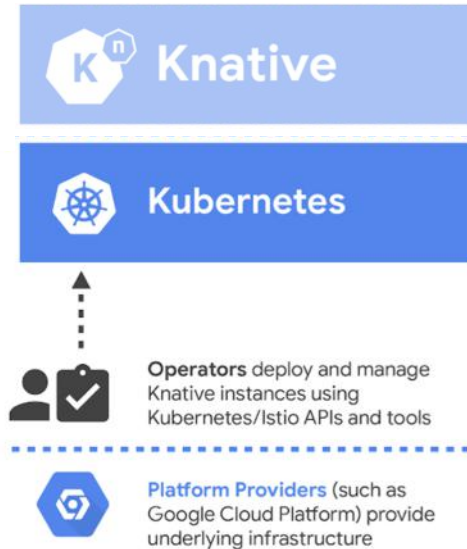 K n Knative
Kubernetes
Operators deploy and manage
Knative instances using
Kubernetes/Istio APIs and tools
Platform Providers (such as
Google Cloud Platform) provide
underlying infrastructure